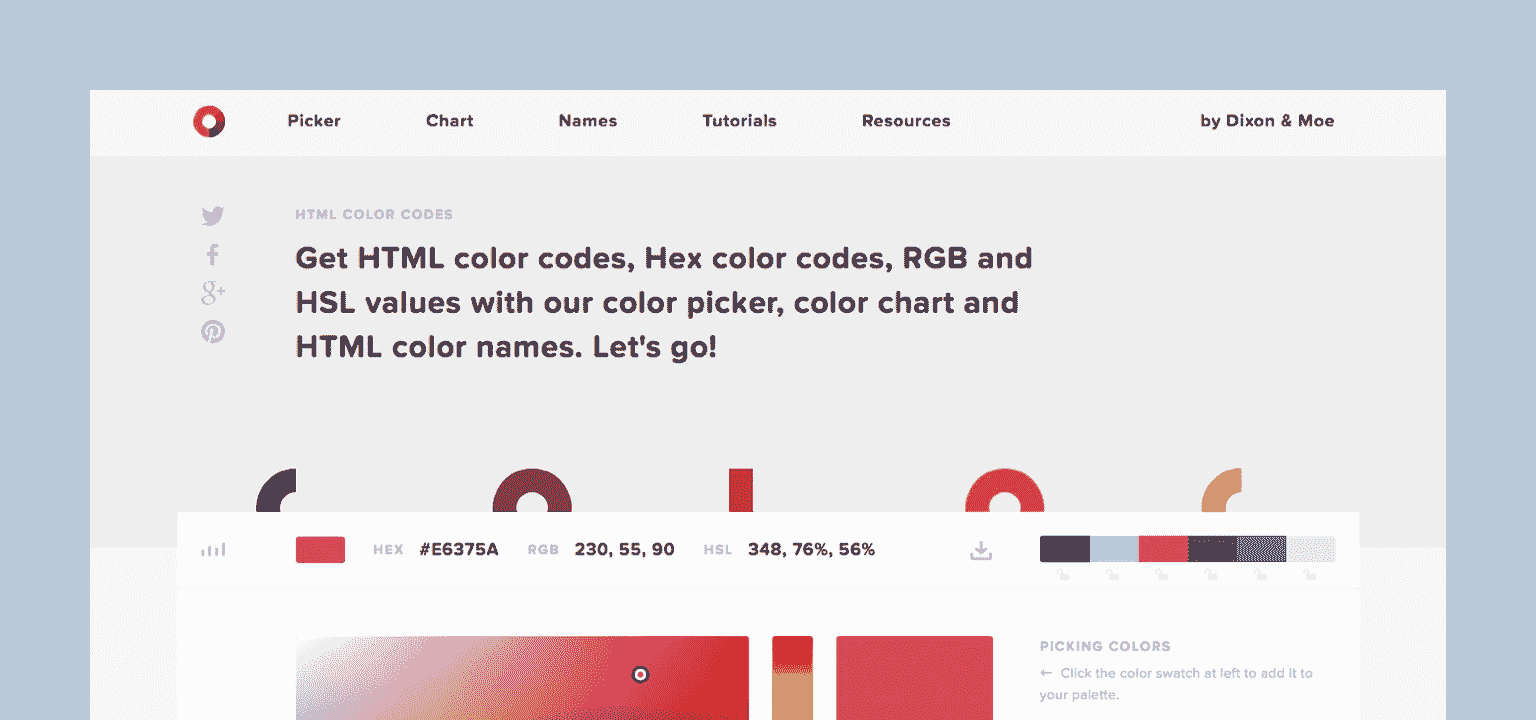 Picker Chart Names Tutorials Resources by Dixon & Moe
HTML COLOR CODES
Get HTML color codes, Hex color codes, RGB and
HSL values with our color picker, color chart and
HTML color names. Let's go!
HEX #E6375A RGB 230, 55, 90 HSL 348, 76%, 56%
PICKING COLORS
← Click the color swatch at left to add it to
your palette.